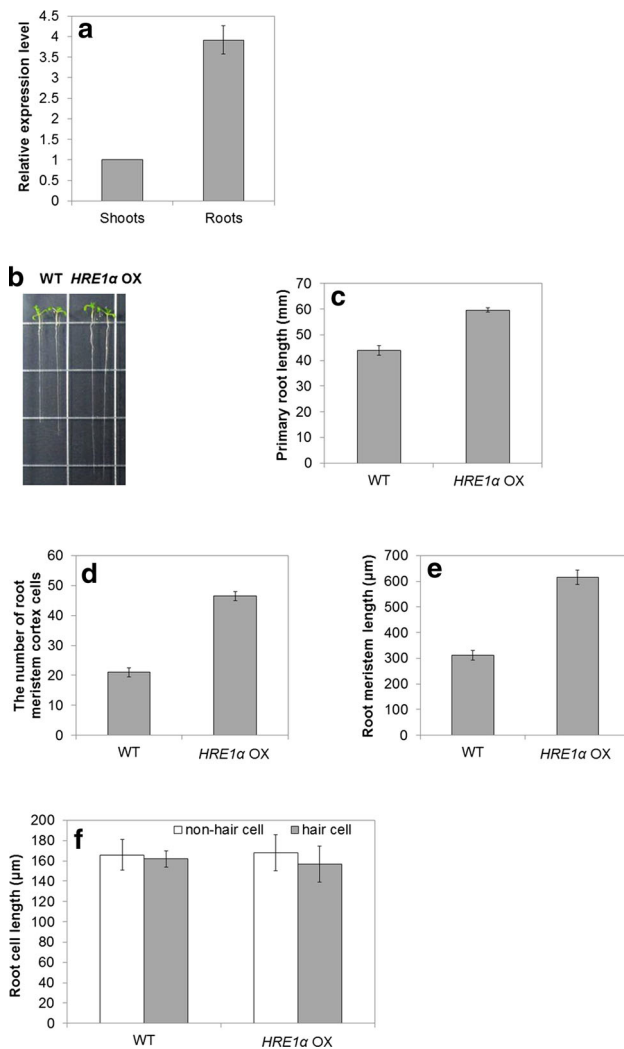 a
Relative expression level
4.5
4
3.5
3
2.5
2
1.5
1
0.5
0
Shoots Roots
b WT HRE1α OX
c
Primary root length (mm)
70
60
50
40
30
20
10
0
WT HRE1α OX
d
The number of root
meristem cortex cells
60
50
40
30
20
10
0
WT HRE1α OX
e
Root meristem length (μm)
700
600
500
400
300
200
100
0
WT HRE1α OX
f
non-hair cell hair cell
Root cell length (μm)
200
180
160
140
120
100
80
60
40
20
0
WT HRE1α OX